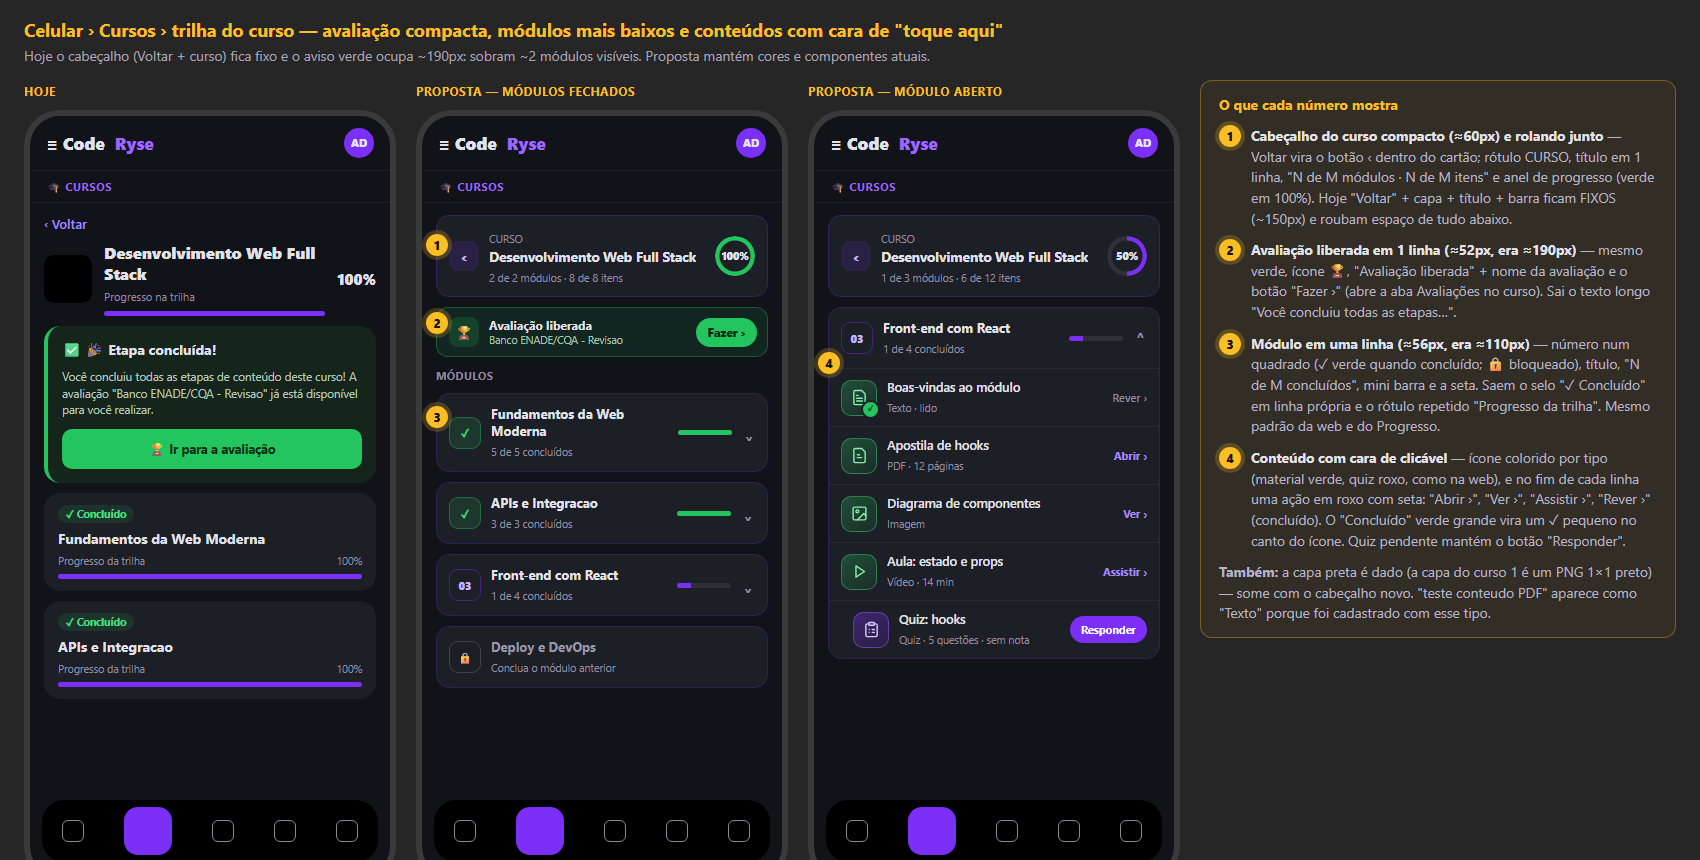 Celular › Cursos › trilha do curso — avaliação compacta, módulos mais baixos e conteúdos com cara de "toque aqui"
Hoje o cabeçalho (Voltar + curso) fica fixo e o aviso verde ocupa ~190px: sobram ~2 módulos visíveis. Proposta mantém cores e componentes atuais.
HOJE
≡ Code Ryse
AD
🎓 CURSOS
‹ Voltar
Desenvolvimento Web Full
Stack
100%
Progresso na trilha
✅ 🎉 Etapa concluída!
Você concluiu todas as etapas de conteúdo deste curso! A
avaliação "Banco ENADE/CQA - Revisao" já está disponível
para você realizar.
🏆 Ir para a avaliação
✓ Concluído
Fundamentos da Web Moderna
Progresso da trilha 100%
✓ Concluído
APIs e Integracao
Progresso da trilha 100%
PROPOSTA — MÓDULOS FECHADOS
≡ Code Ryse
AD
🎓 CURSOS
1
‹
CURSO
Desenvolvimento Web Full Stack
2 de 2 módulos · 8 de 8 itens
100%
2
🏆
Avaliação liberada
Banco ENADE/CQA - Revisao
Fazer ›
MÓDULOS
3
✓
Fundamentos da Web
Moderna
5 de 5 concluídos
✓
APIs e Integracao
3 de 3 concluídos
03
Front-end com React
1 de 4 concluídos
🔒
Deploy e DevOps
Conclua o módulo anterior
PROPOSTA — MÓDULO ABERTO
≡ Code Ryse
AD
🎓 CURSOS
‹
CURSO
Desenvolvimento Web Full Stack
1 de 3 módulos · 6 de 12 itens
50%
03
Front-end com React
1 de 4 concluídos
4
Boas-vindas ao módulo
Texto · lido
Rever ›
Apostila de hooks
PDF · 12 páginas
Abrir ›
Diagrama de componentes
Imagem
Ver ›
Aula: estado e props
Vídeo · 14 min
Assistir ›
Quiz: hooks
Quiz · 5 questões · sem nota
Responder
O que cada número mostra
1 Cabeçalho do curso compacto (≈60px) e rolando junto —
Voltar vira o botão ‹ dentro do cartão; rótulo CURSO, título em 1
linha, "N de M módulos · N de M itens" e anel de progresso (verde
em 100%). Hoje "Voltar" + capa + título + barra ficam FIXOS
(~150px) e roubam espaço de tudo abaixo.
2 Avaliação liberada em 1 linha (≈52px, era ≈190px) — mesmo
verde, ícone 🏆, "Avaliação liberada" + nome da avaliação e o
botão "Fazer ›" (abre a aba Avaliações no curso). Sai o texto longo
"Você concluiu todas as etapas...".
3 Módulo em uma linha (≈56px, era ≈110px) — número num
quadrado (✓ verde quando concluído; 🔒 bloqueado), título, "N
de M concluídos", mini barra e a seta. Saem o selo "✓ Concluído"
em linha própria e o rótulo repetido "Progresso da trilha". Mesmo
padrão da web e do Progresso.
4 Conteúdo com cara de clicável — ícone colorido por tipo
(material verde, quiz roxo, como na web), e no fim de cada linha
uma ação em roxo com seta: "Abrir ›", "Ver ›", "Assistir ›", "Rever ›"
(concluído). O "Concluído" verde grande vira um ✓ pequeno no
canto do ícone. Quiz pendente mantém o botão "Responder".
Também: a capa preta é dado (a capa do curso 1 é um PNG 1×1 preto)
— some com o cabeçalho novo. "teste conteudo PDF" aparece como
"Texto" porque foi cadastrado com esse tipo.